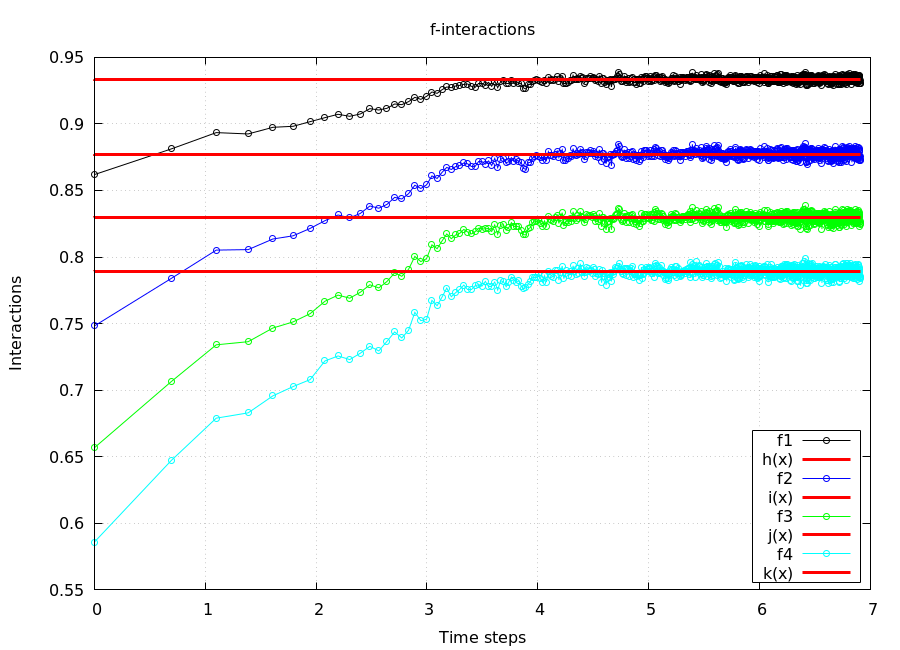 f-interactions
0.95
0.9
0.85
0.8
0.75
0.7
0.65
0.6
0.55
Interactions
0 1 2 3 4 5 6 7
Time steps
f1
h(x)
f2
i(x)
f3
j(x)
f4
k(x)